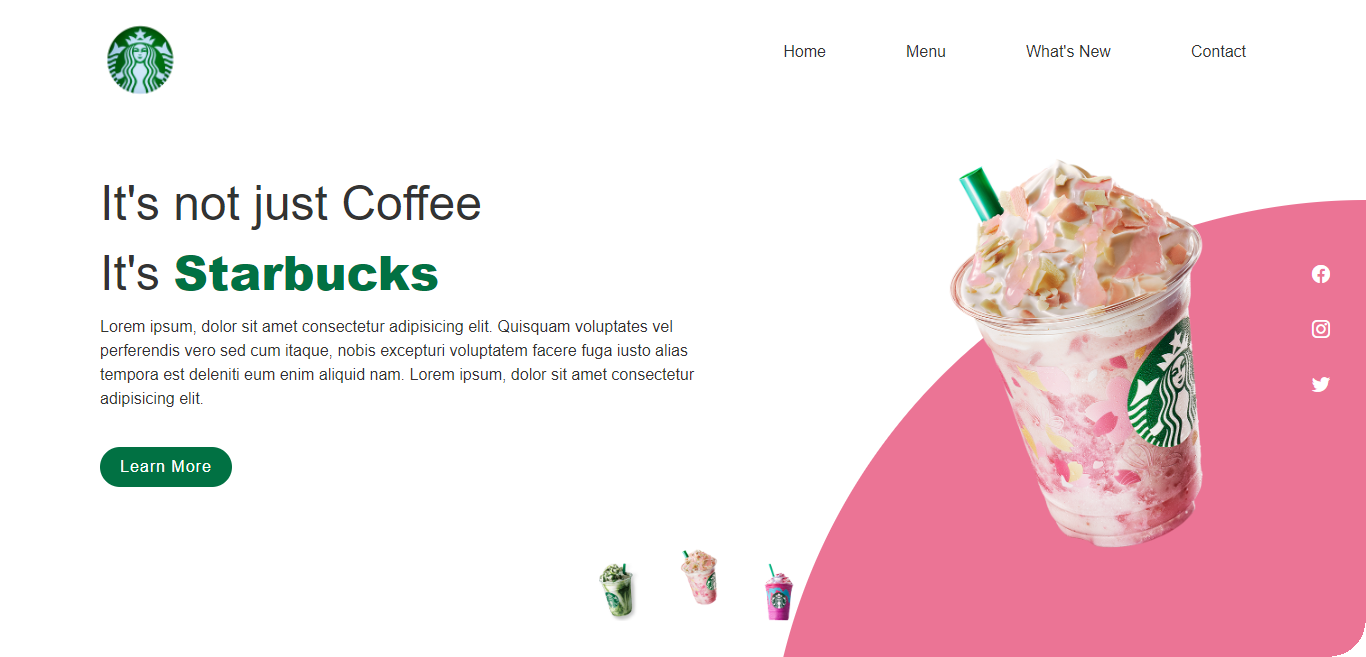 Home
Menu
What's New
Contact
It's not just Coffee
It's Starbucks
Lorem ipsum, dolor sit amet consectetur adipisicing elit. Quisquam voluptates vel
perferendis vero sed cum itaque, nobis excepturi voluptatem facere fuga iusto alias
tempora est deleniti eum enim aliquid nam. Lorem ipsum, dolor sit amet consectetur
adipisicing elit.
Learn More